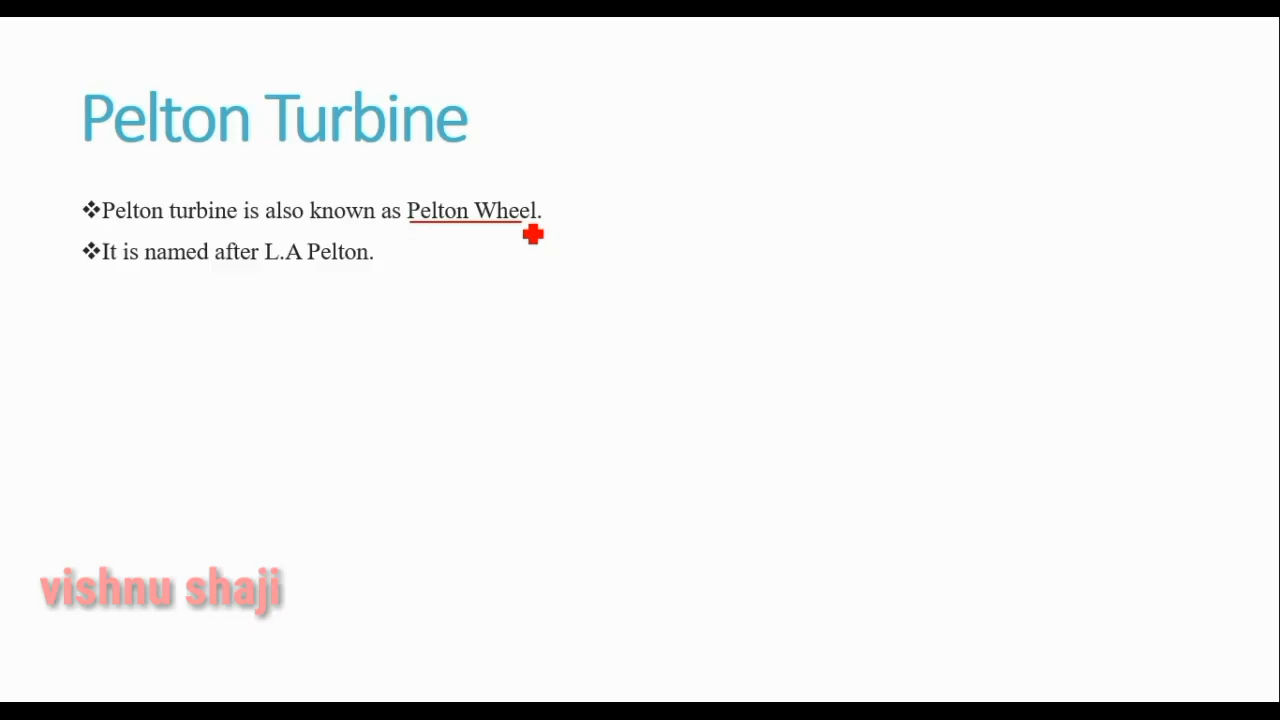 Pelton Turbine
❖Pelton turbine is also known as Pelton Wheel.
❖It is named after L.A Pelton.
vishnu shaji